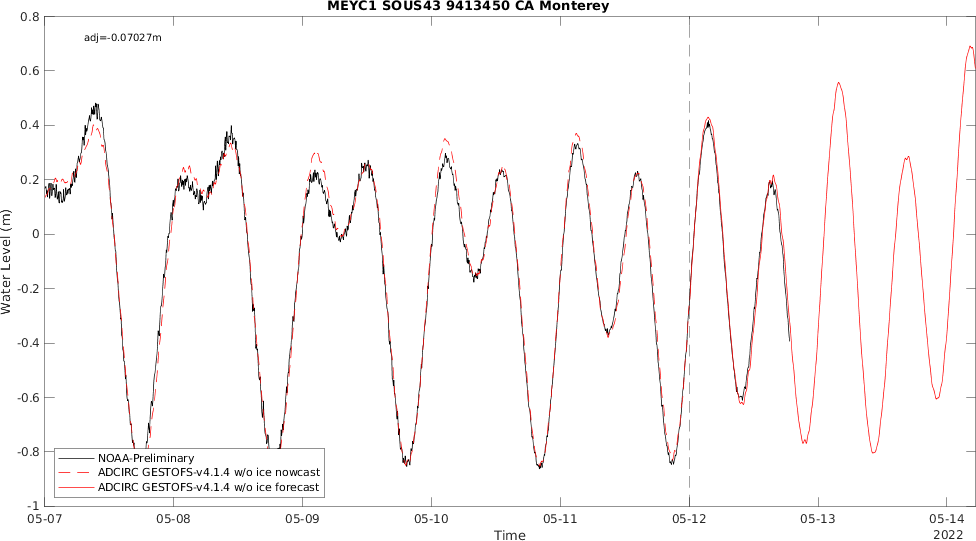 MEYC1 SOUS43 9413450 CA Monterey
adj=-0.07027m
0.8
0.6
0.4
0.2
0
-0.2
-0.4
-0.6
-0.8
-1
Water Level (m)
NOAA-Preliminary
ADCIRC GESTOFS-v4.1.4 w/o ice nowcast
ADCIRC GESTOFS-v4.1.4 w/o ice forecast
05-07 05-08 05-09 05-10 05-11 05-12 05-13 05-14
Time
2022